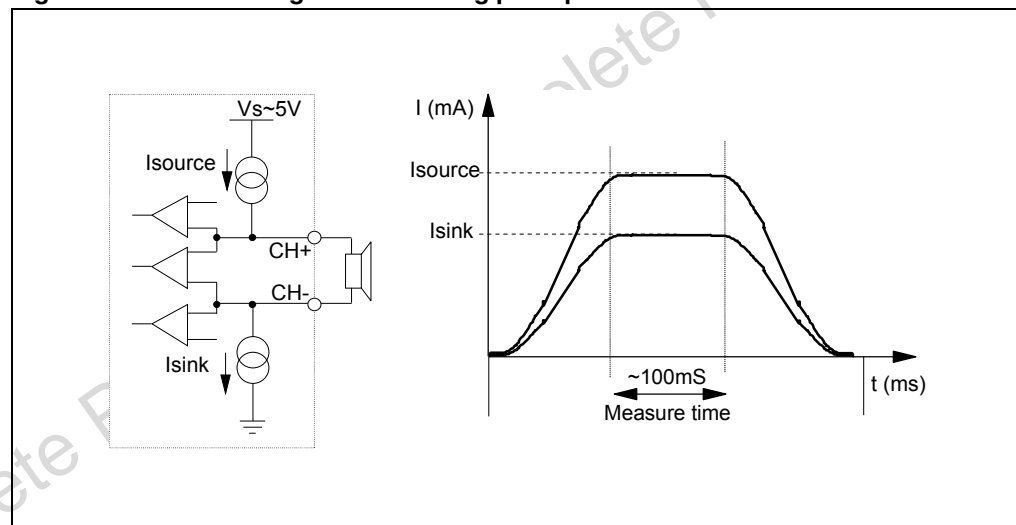 Vs~5V
Isource
CH+
CH-
Isink
I (mA)
Isource
Isink
~100mS
Measure time
t (ms)